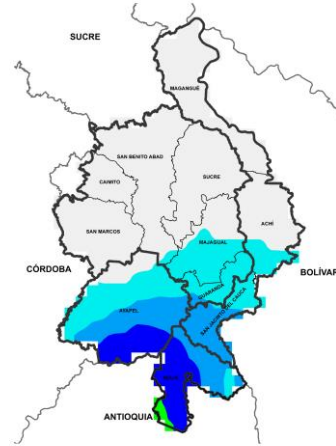 SUCRE
MAGANGUÉ
SAN BENITO ABAD
SUCRE
CAIMITO
SAN MARCOS
ACHÍ
MAJAGUAL
CÓRDOBA
BOLÍVAR
GUARANDA
SAN JACINTO DEL CAUCA
AYAPEL
NECHÍ
ANTIOQUIA